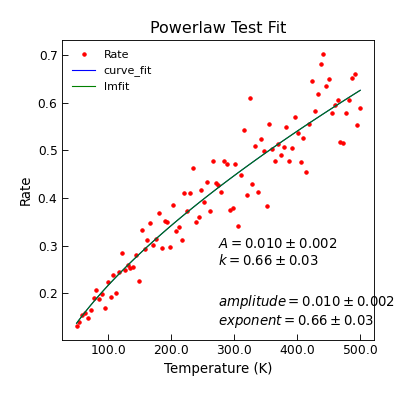 Powerlaw Test Fit
Rate
curve_fit
lmfit
0.7
0.6
0.5
0.4
0.3
0.2
Rate
A = 0.010 ± 0.002
k = 0.66 ± 0.03
amplitude = 0.010 ± 0.002
exponent = 0.66 ± 0.03
100.0 200.0 300.0 400.0 500.0
Temperature (K)